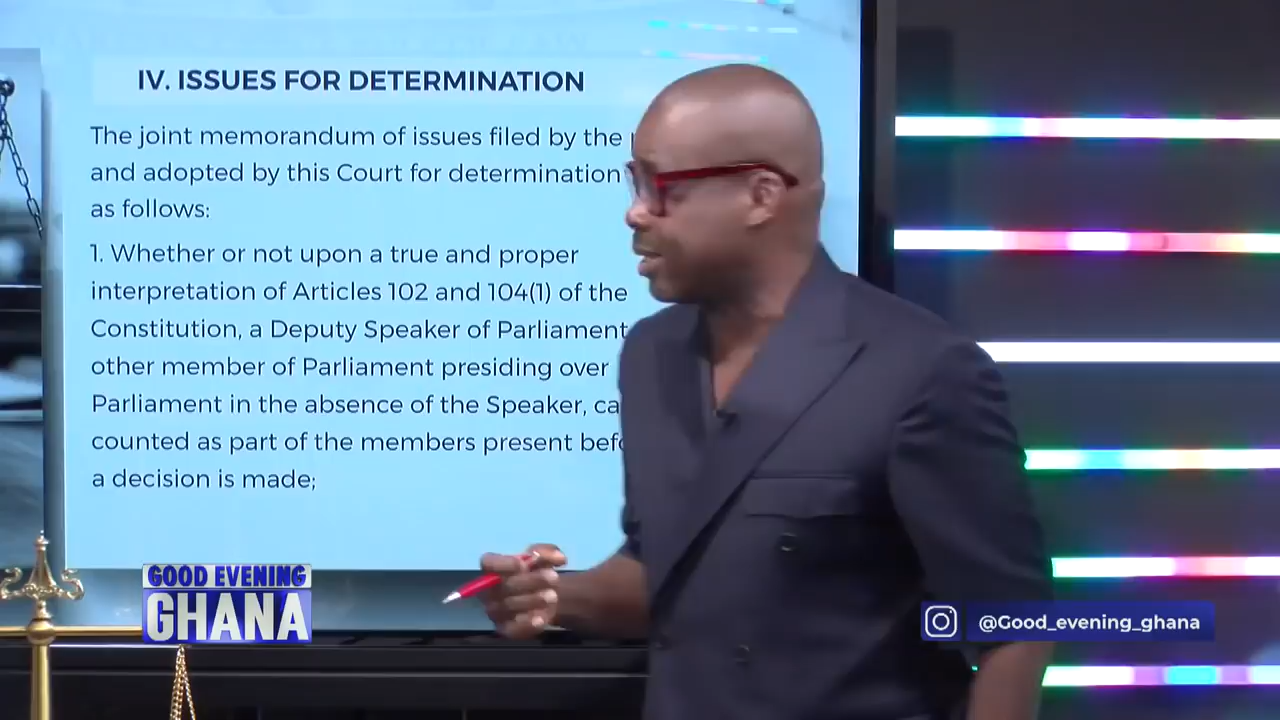 IV. ISSUES FOR DETERMINATION
The joint memorandum of issues filed by the
and adopted by this Court for determination
as follows:
1. Whether or not upon a true and proper
interpretation of Articles 102 and 104(1) of the
Constitution, a Deputy Speaker of Parliament
other member of Parliament presiding over
Parliament in the absence of the Speaker,
counted as part of the members present
a decision is made;
GOOD EVENING
GHANA
@Good_evening_ghana